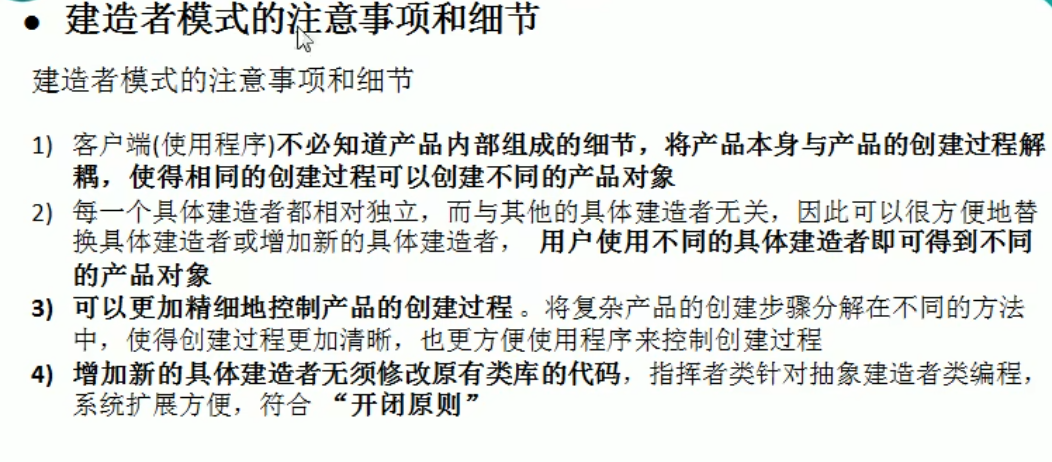 ● 建造者模式的注意事项和细节
建造者模式的注意事项和细节
1) 客户端(使用程序)不必知道产品内部组成的细节，将产品本身与产品的创建过程解
耦，使得相同的创建过程可以创建不同的产品对象
2) 每一个具体建造者都相对独立，而与其他的具体建造者无关，因此可以很方便地替
换具体建造者或增加新的具体建造者， 用户使用不同的具体建造者即可得到不同
的产品对象
3) 可以更加精细地控制产品的创建过程 。将复杂产品的创建步骤分解在不同的方法
中，使得创建过程更加清晰，也更方便使用程序来控制创建过程
4) 增加新的具体建造者无须修改原有类库的代码，指挥者类针对抽象建造者类编程，
系统扩展方便，符合 “开闭原则”